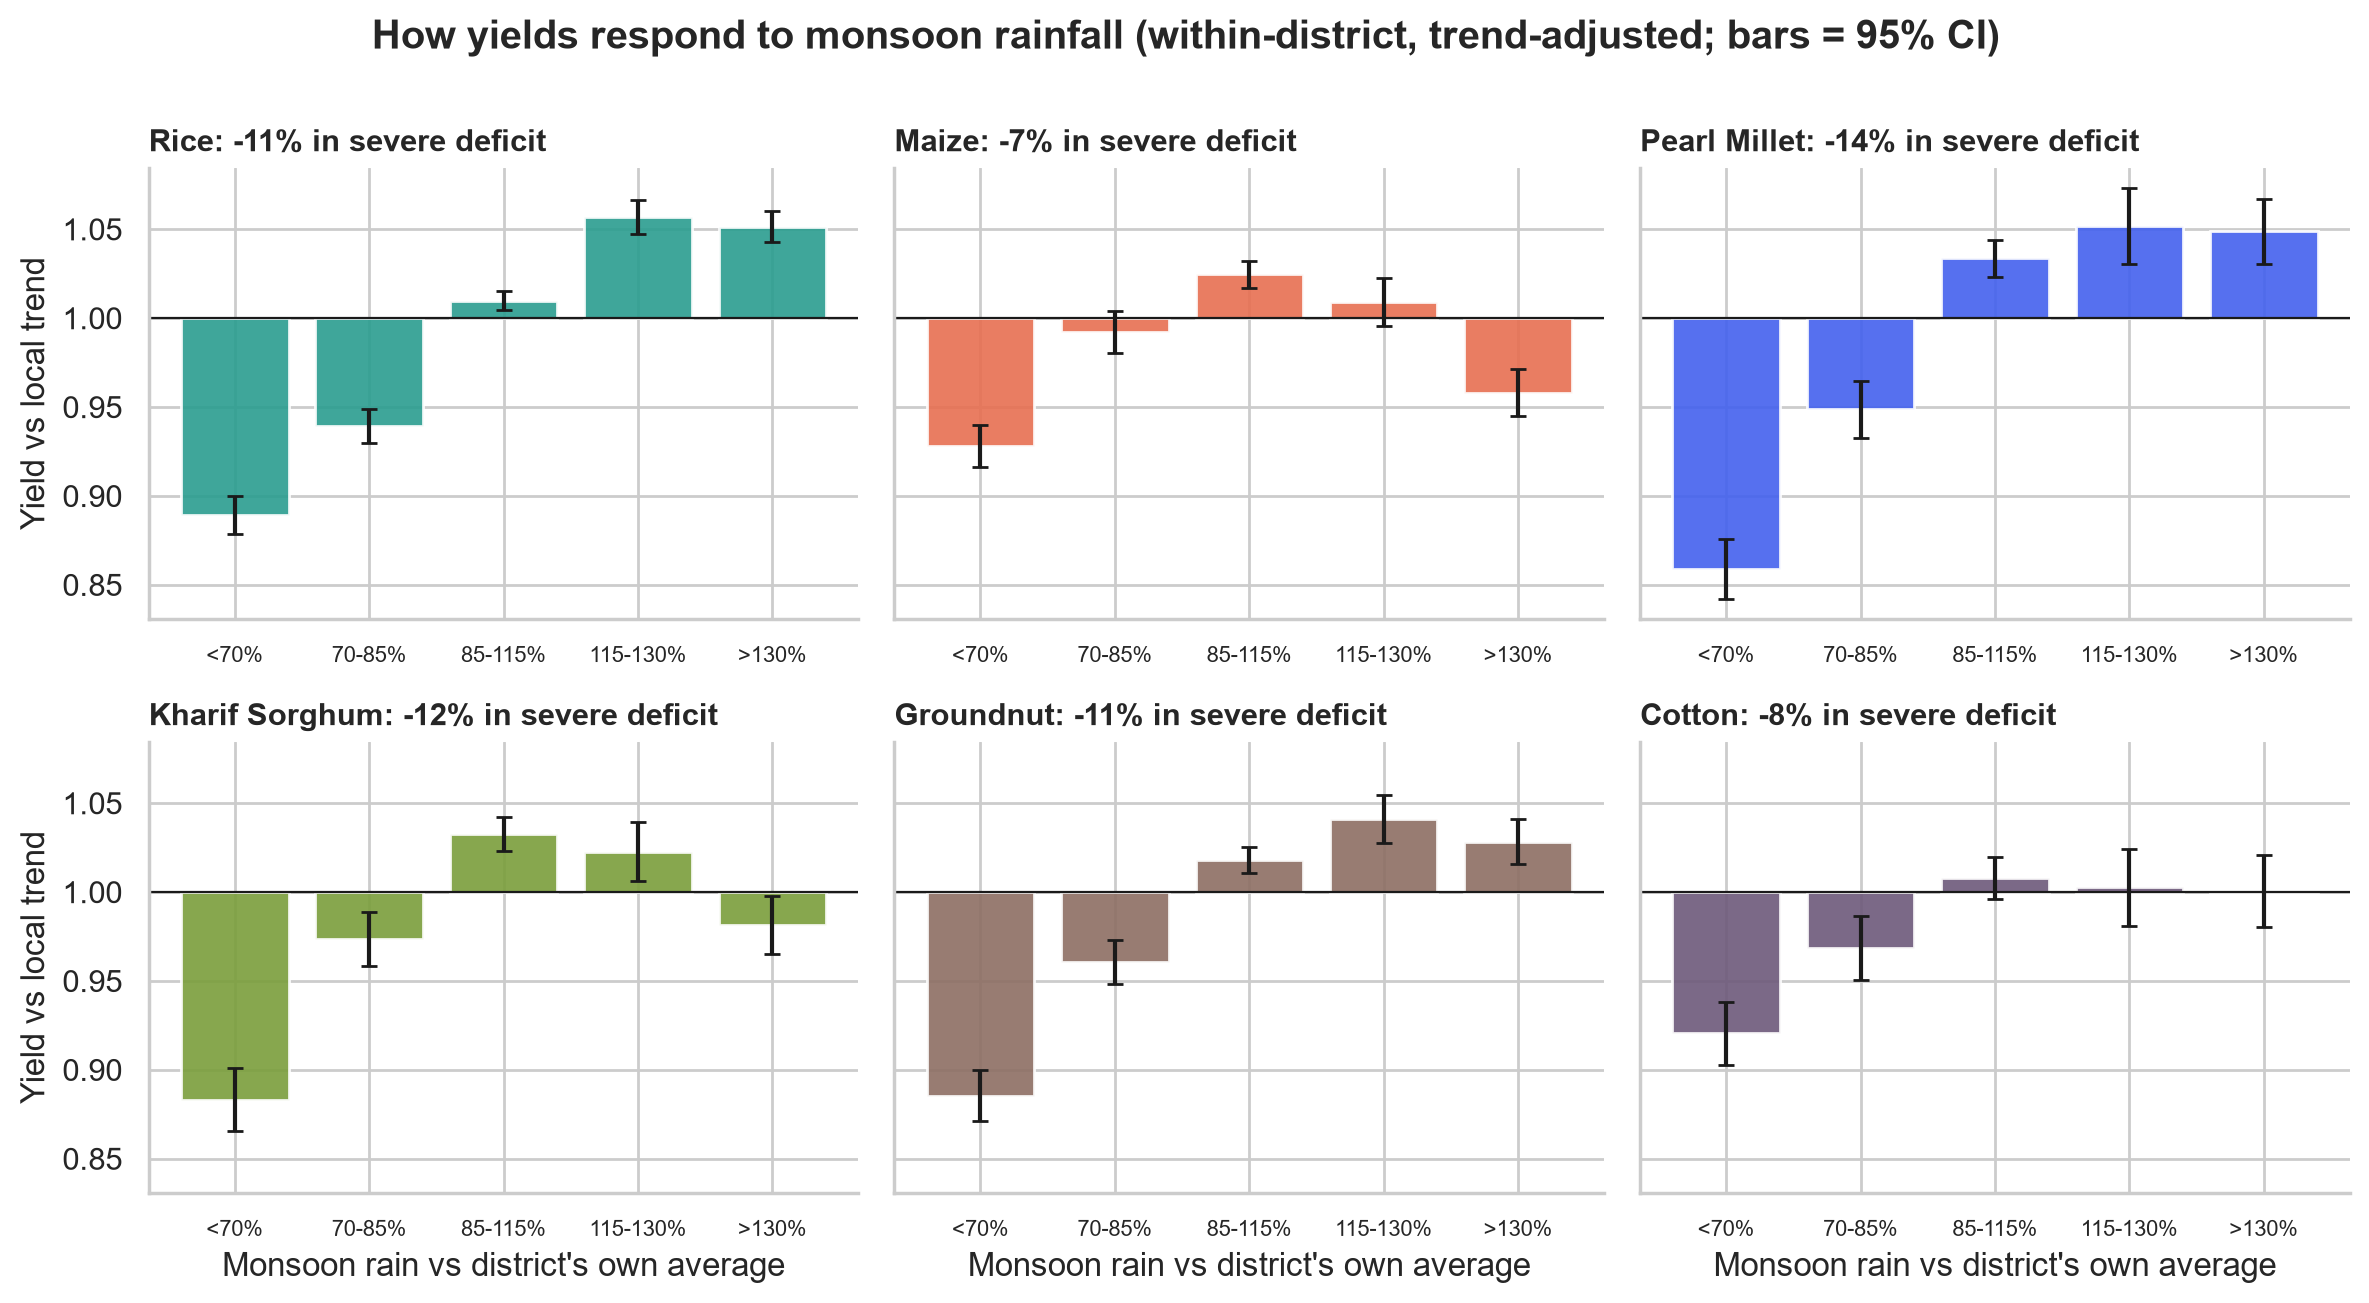 How yields respond to monsoon rainfall (within-district, trend-adjusted; bars = 95% CI)
Rice: -11% in severe deficit
Maize: -7% in severe deficit
Pearl Millet: -14% in severe deficit
Yield vs local trend
1.05
1.00
0.95
0.90
0.85
<70% 70-85% 85-115% 115-130% >130%
<70% 70-85% 85-115% 115-130% >130%
<70% 70-85% 85-115% 115-130% >130%
Kharif Sorghum: -12% in severe deficit
Groundnut: -11% in severe deficit
Cotton: -8% in severe deficit
Yield vs local trend
1.05
1.00
0.95
0.90
0.85
<70% 70-85% 85-115% 115-130% >130%
<70% 70-85% 85-115% 115-130% >130%
<70% 70-85% 85-115% 115-130% >130%
Monsoon rain vs district's own average
Monsoon rain vs district's own average
Monsoon rain vs district's own average